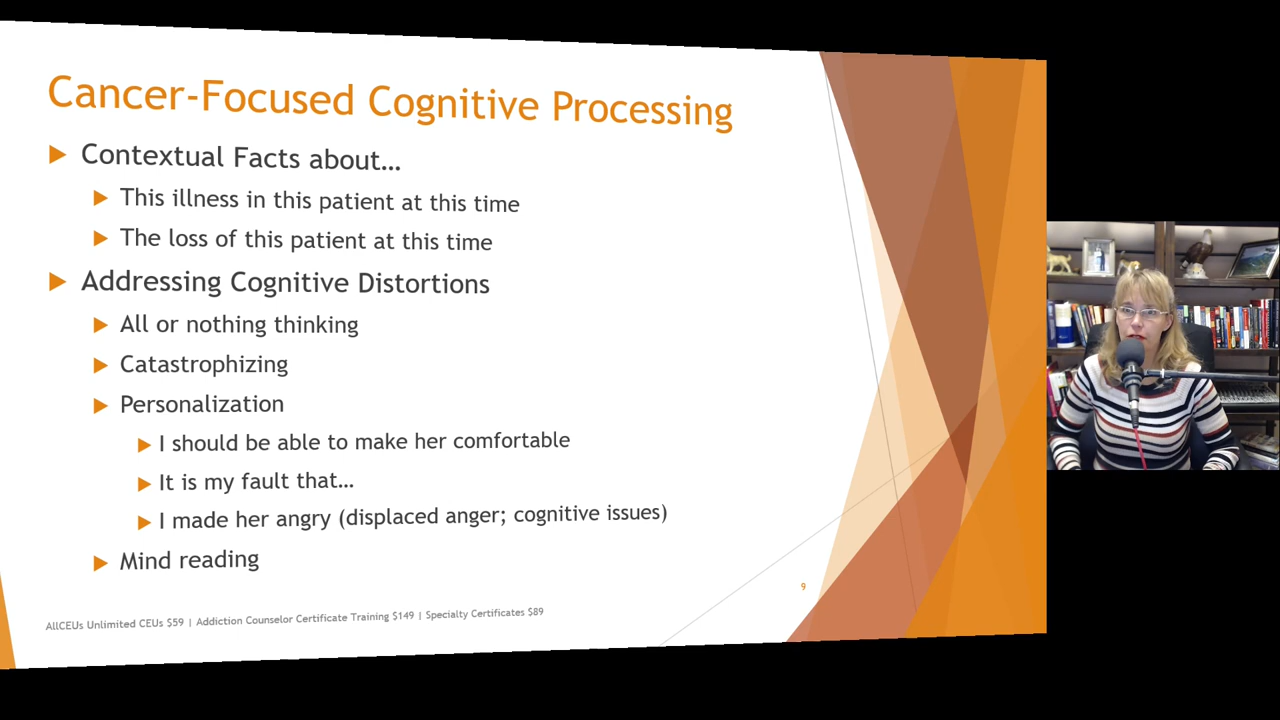 Cancer-Focused Cognitive Processing
Contextual Facts about…
This illness in this patient at this time
The loss of this patient at this time
Addressing Cognitive Distortions
All or nothing thinking
Catastrophizing
Personalization
I should be able to make her comfortable
It is my fault that…
I made her angry (displaced anger; cognitive issues)
Mind reading
9
AllCEUs Unlimited CEUs $59 | Addiction Counselor Certificate Training $149 | Specialty Certificates $89